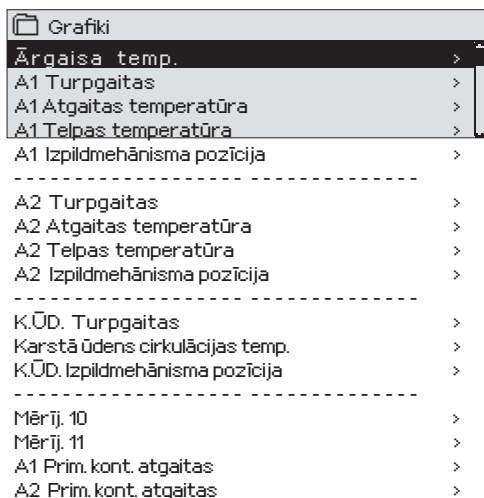 Grafiki
Ārgaisa temp. >
A1 Turpgaitas >
A1 Atgaitas temperatūra >
A1 Telpas temperatūra >
A1 Izpildmehānisma pozīcija >
- - - - - - - - - - - - - - - - - - - - - - - - - - - - - - - - - -
A2 Turpgaitas >
A2 Atgaitas temperatūra >
A2 Telpas temperatūra >
A2 Izpildmehānisma pozīcija >
- - - - - - - - - - - - - - - - - - - - - - - - - - - - - - - - - -
K.ŪD. Turpgaitas >
Karstā ūdens cirkulācijas temp. >
K.ŪD. Izpildmehānisma pozīcija >
- - - - - - - - - - - - - - - - - - - - - - - - - - - - - - - - - -
Mērīj. 10 >
Mērīj. 11 >
A1 Prim. kont. atgaitas >
A2 Prim. kont. atgaitas >